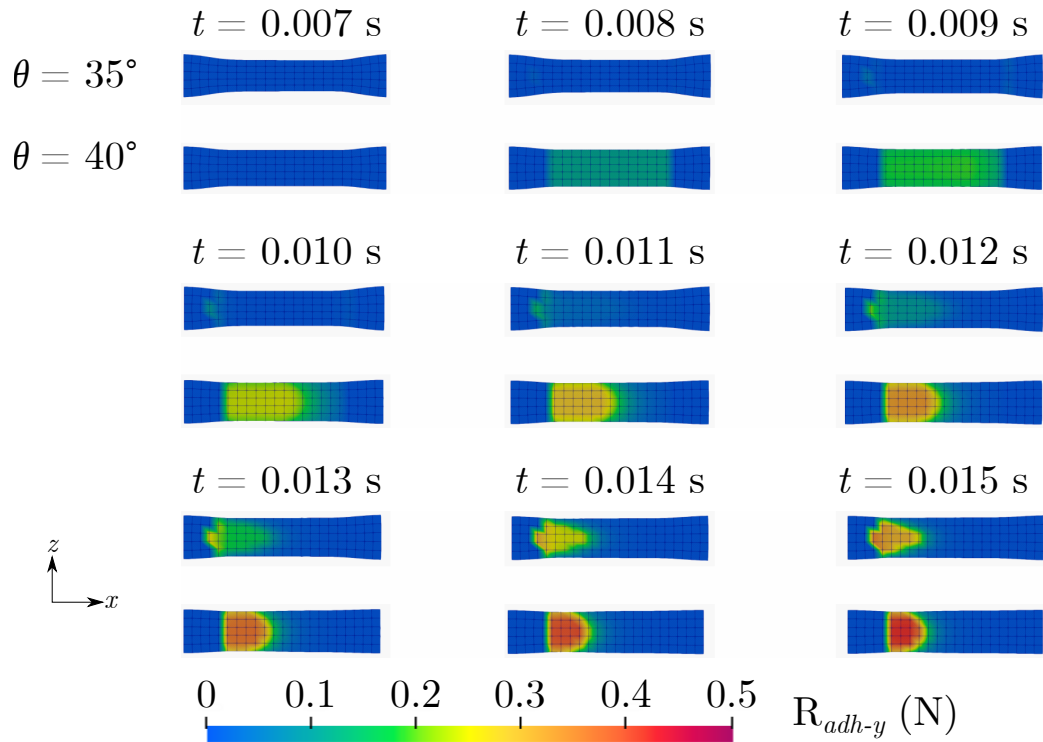 t = 0.007 s t = 0.008 s t = 0.009 s
θ = 35°
θ = 40°
t = 0.010 s t = 0.011 s t = 0.012 s
t = 0.013 s t = 0.014 s t = 0.015 s
z
x
0 0.1 0.2 0.3 0.4 0.5
R_adh-y (N)